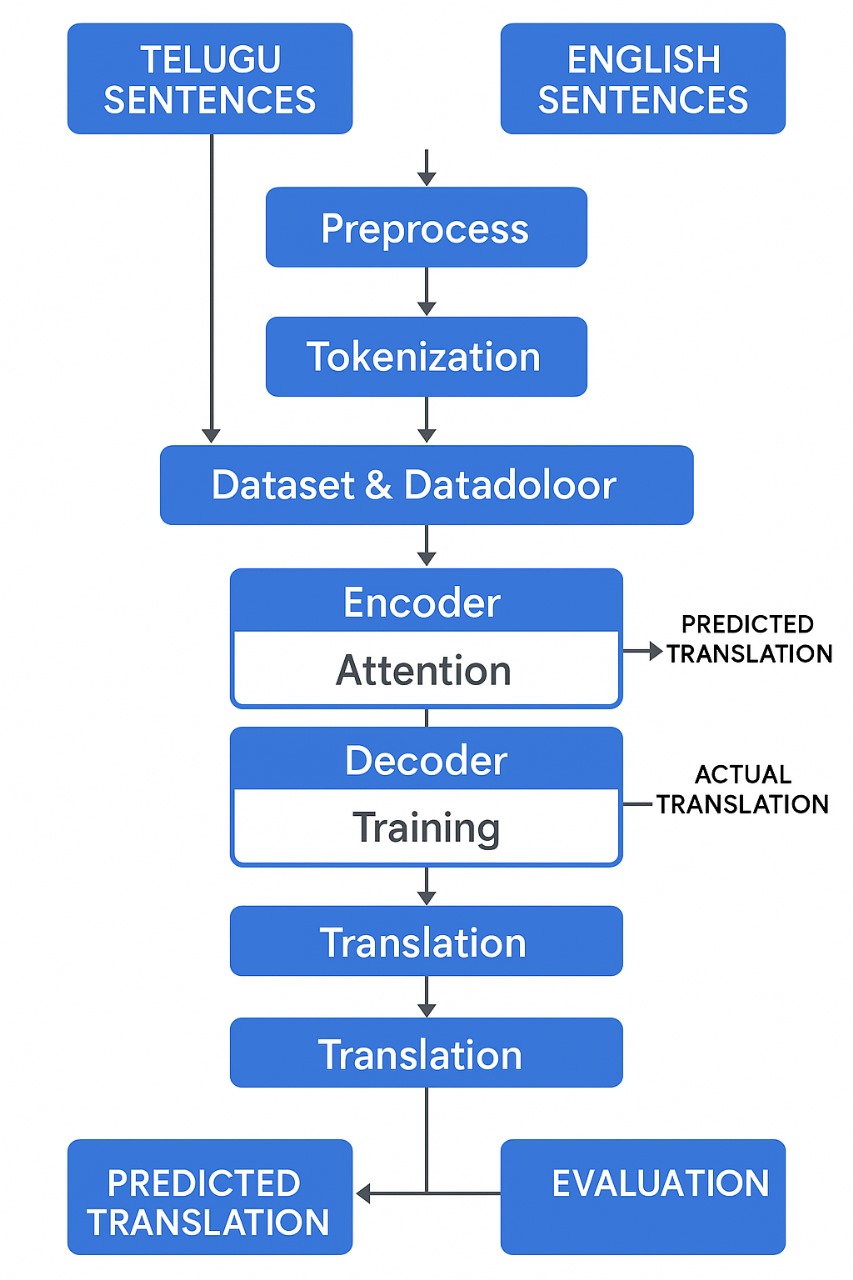 TELUGU
SENTENCES
ENGLISH
SENTENCES
Preprocess
Tokenization
Dataset & Datadoloor
Encoder
Attention
PREDICTED
TRANSLATION
Decoder
Training
ACTUAL
TRANSLATION
Translation
Translation
PREDICTED
TRANSLATION
EVALUATION